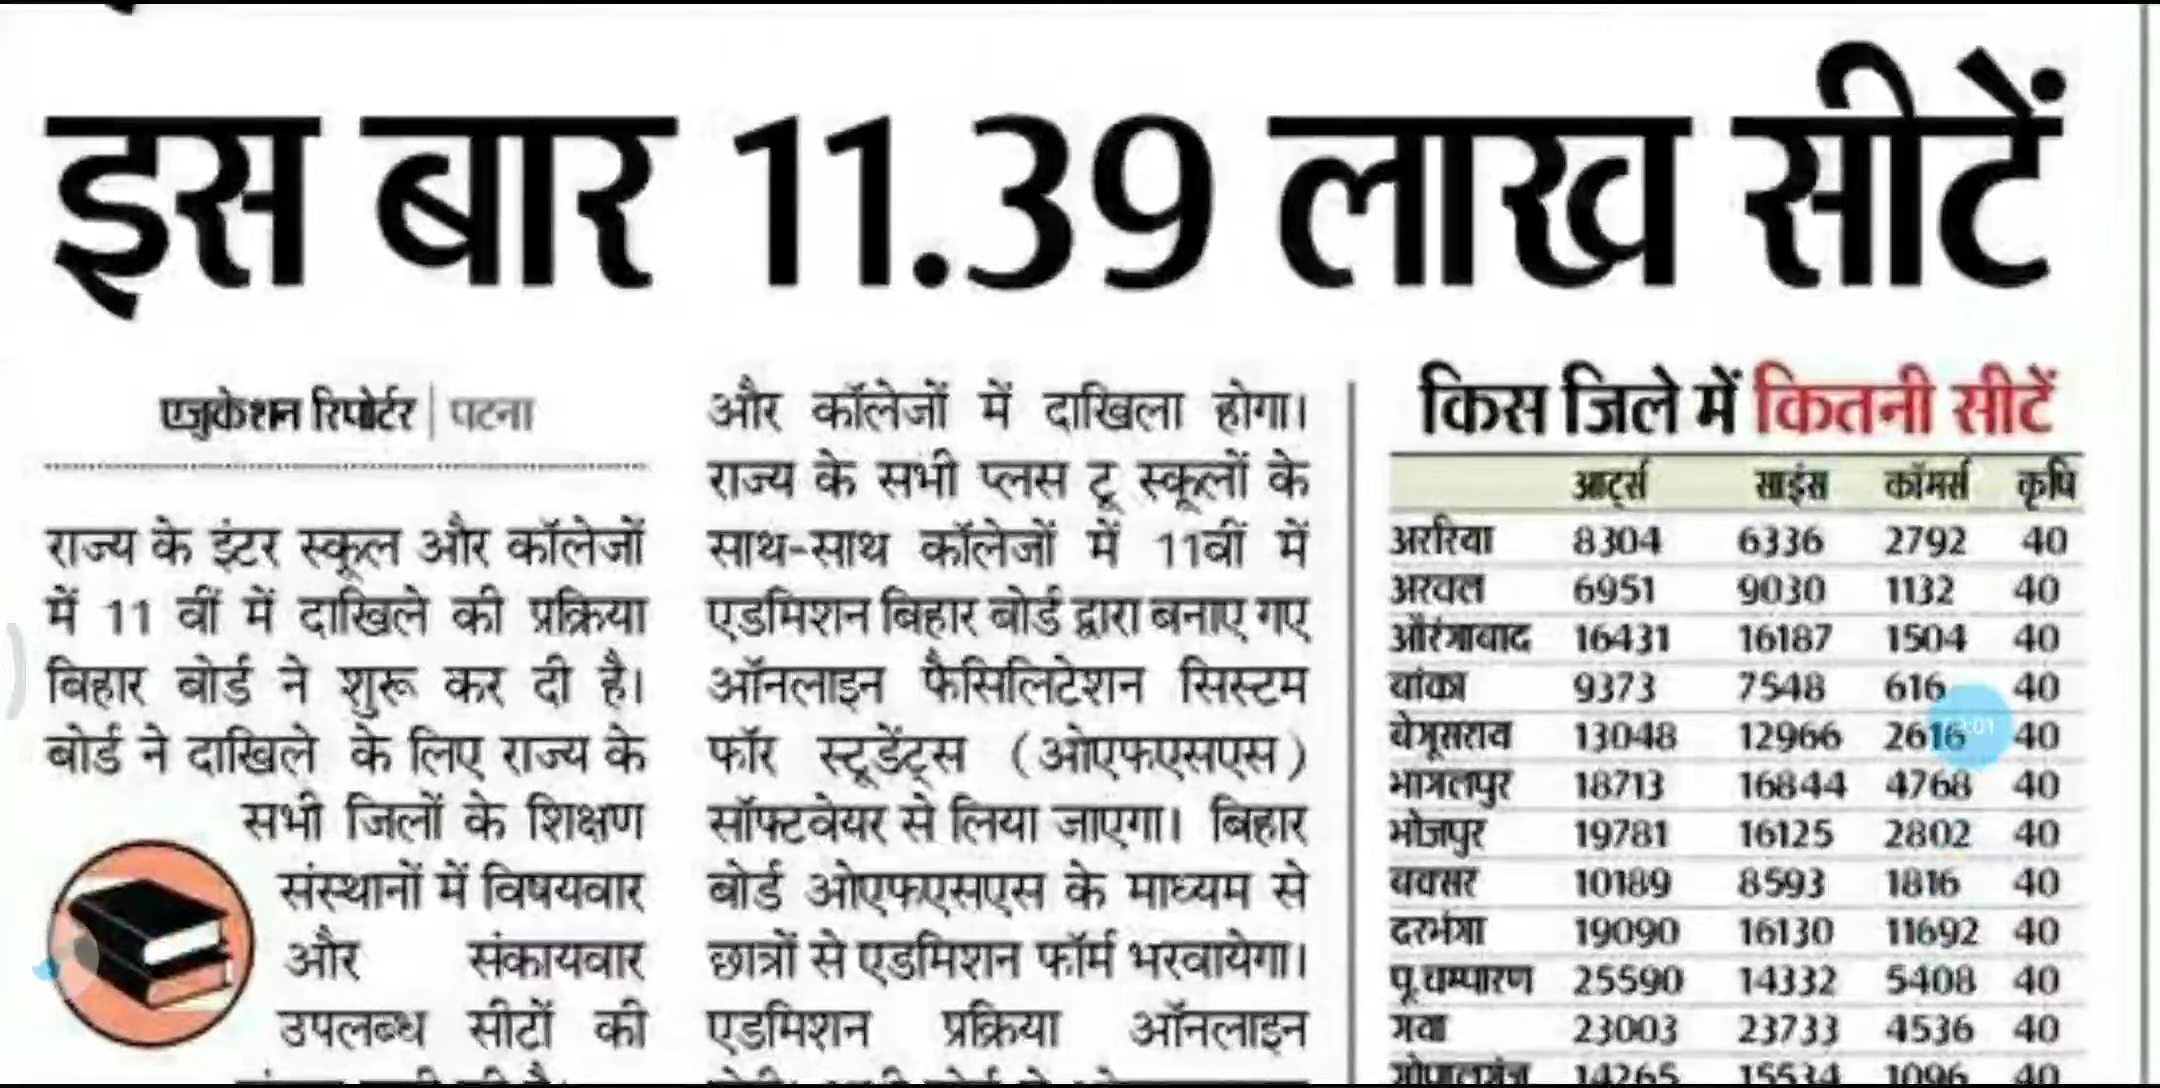 इस बार 11.39 लाख सीटें
एजुकेशन रिपोर्टर | पटना
राज्य के इंटर स्कूल और कॉलेजों
में 11 वीं में दाखिले की प्रक्रिया
बिहार बोर्ड ने शुरू कर दी है।
बोर्ड ने दाखिले के लिए राज्य के
सभी जिलों के शिक्षण
संस्थानों में विषयवार
और संकायवार
उपलब्ध सीटों की
और कॉलेजों में दाखिला होगा।
राज्य के सभी प्लस टू स्कूलों के
साथ-साथ कॉलेजों में 11वीं में
एडमिशन बिहार बोर्ड द्वारा बनाए गए
ऑनलाइन फैसिलिटेशन सिस्टम
फॉर स्टूडेंट्स (ओएफएसएस)
सॉफ्टवेयर से लिया जाएगा। बिहार
बोर्ड ओएफएसएस के माध्यम से
छात्रों से एडमिशन फॉर्म भरवायेगा।
एडमिशन प्रक्रिया ऑनलाइन
किस जिले में कितनी सीटें
आर्ट्स साइंस कॉमर्स कृषि
अररिया 8304 6336 2792 40
अरवल 6951 9030 1132 40
औरंगाबाद 16431 16187 1504 40
बांका 9373 7548 616 40
बेगूसराय 13048 12966 2616 40
भागलपुर 18713 16844 4768 40
भोजपुर 19781 16125 2802 40
बक्सर 10189 8593 1816 40
दरभंगा 19090 16130 11692 40
पू.चम्पारण 25590 14332 5408 40
गया 23003 23733 4536 40
गोपालगंज 14265 15534 1096 40